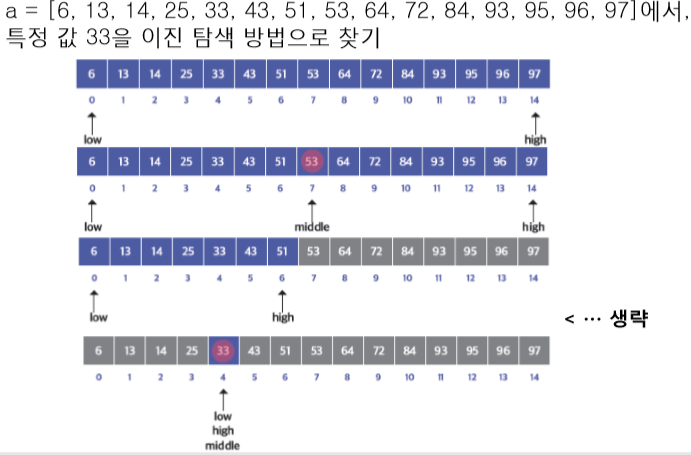 a = [6, 13, 14, 25, 33, 43, 51, 53, 64, 72, 84, 93, 95, 96, 97]에서,
특정 값 33을 이진 탐색 방법으로 찾기
6 13 14 25 33 43 51 53 64 72 84 93 95 96 97
0 1 2 3 4 5 6 7 8 9 10 11 12 13 14
low high
6 13 14 25 33 43 51 53 64 72 84 93 95 96 97
0 1 2 3 4 5 6 7 8 9 10 11 12 13 14
low middle high
6 13 14 25 33 43 51 53 64 72 84 93 95 96 97
0 1 2 3 4 5 6 7 8 9 10 11 12 13 14
low high
< ··· 생략
6 13 14 25 33 43 51 53 64 72 84 93 95 96 97
0 1 2 3 4 5 6 7 8 9 10 11 12 13 14
low
high
middle